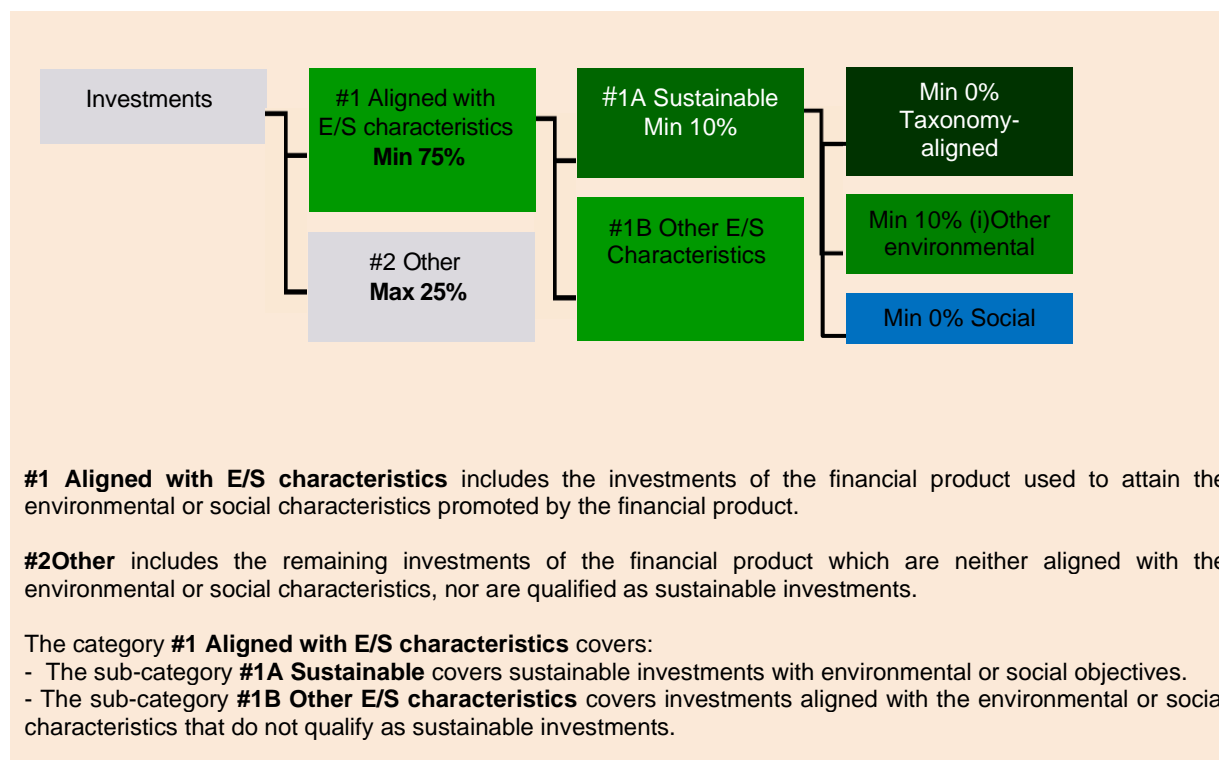 Investments
#1 Aligned with
E/S characteristics
Min 75%
#2 Other
Max 25%
#1A Sustainable
Min 10%
#1B Other E/S
Characteristics
Min 0%
Taxonomy-
aligned
Min 10% (i)Other
environmental
Min 0% Social
#1 Aligned with E/S characteristics includes the investments of the financial product used to attain the
environmental or social characteristics promoted by the financial product.
#2Other includes the remaining investments of the financial product which are neither aligned with the
environmental or social characteristics, nor are qualified as sustainable investments.
The category #1 Aligned with E/S characteristics covers:
- The sub-category #1A Sustainable covers sustainable investments with environmental or social objectives.
- The sub-category #1B Other E/S characteristics covers investments aligned with the environmental or social
characteristics that do not qualify as sustainable investments.